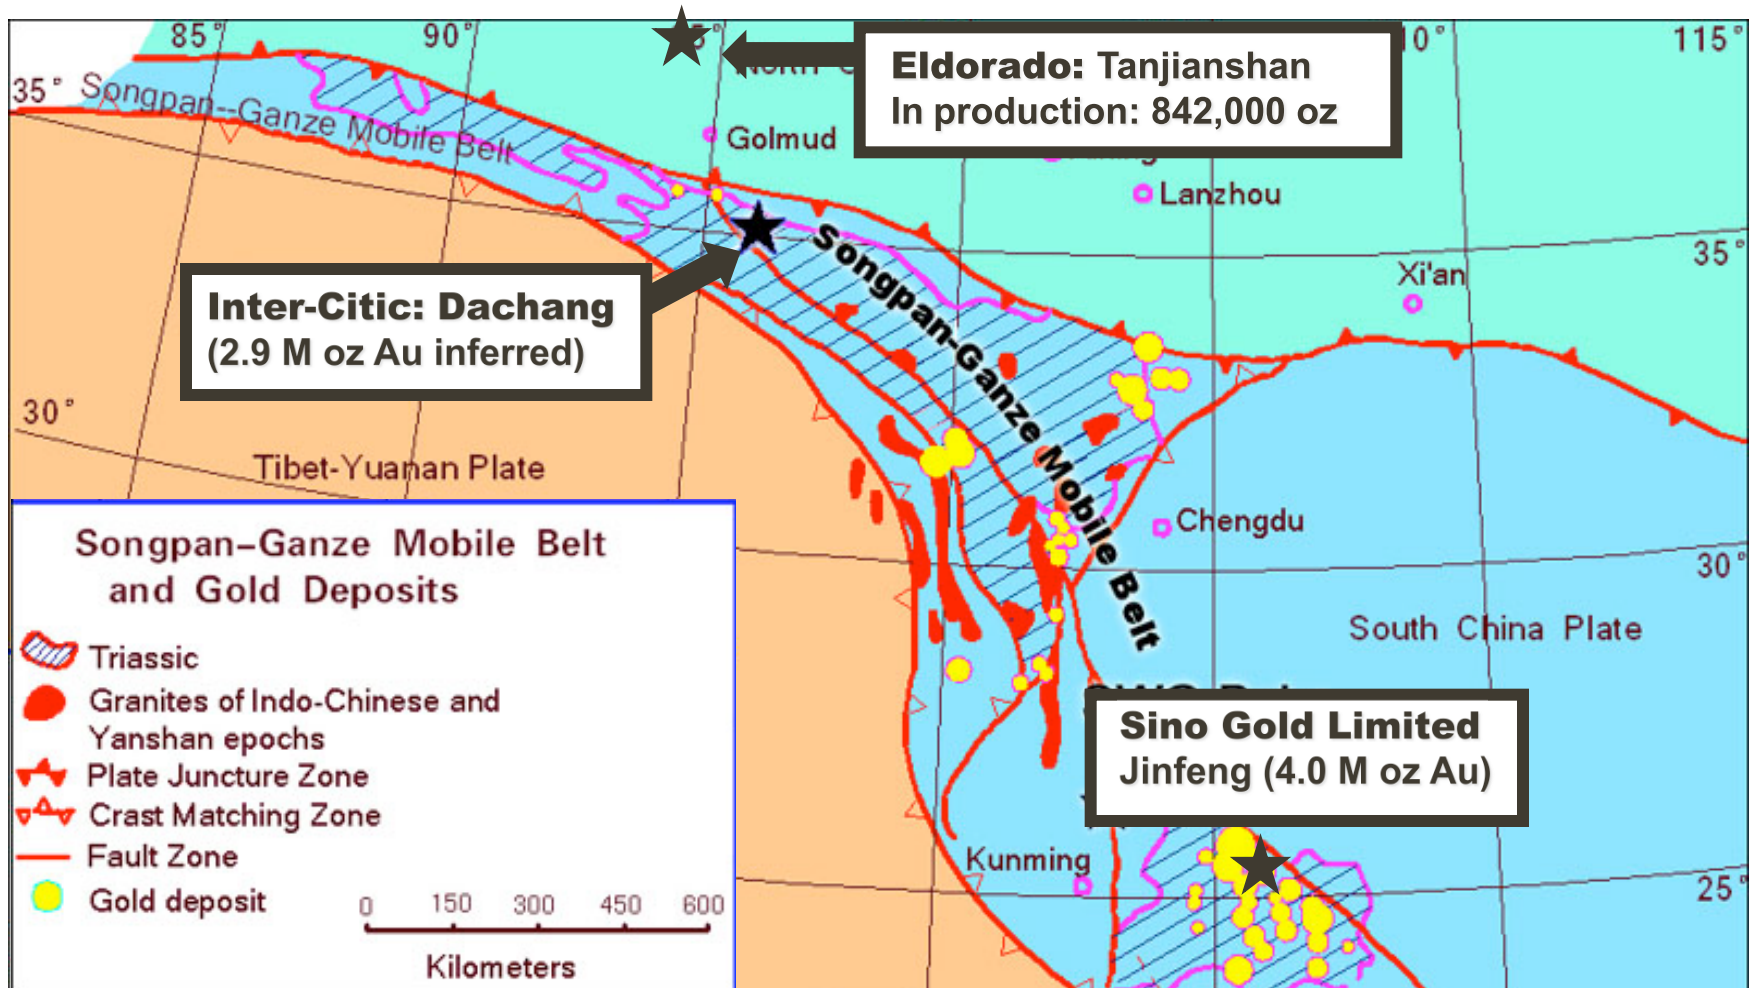 85°
90°
5°
10°
115°
Eldorado: Tanjianshan
In production: 842,000 oz
35°
Songpan--Ganze Mobile Belt
Golmud
Lanzhou
35°
Xi'an
Songpan-Ganze Mobile Belt
Inter-Citic: Dachang
(2.9 M oz Au inferred)
30°
Tibet-Yuanan Plate
Chengdu
30°
South China Plate
Songpan-Ganze Mobile Belt
and Gold Deposits
Triassic
Granites of Indo-Chinese and
Yanshan epochs
Plate Juncture Zone
Crast Matching Zone
Fault Zone
Gold deposit
0 150 300 450 600
Kilometers
Sino Gold Limited
Jinfeng (4.0 M oz Au)
Kunming
25°